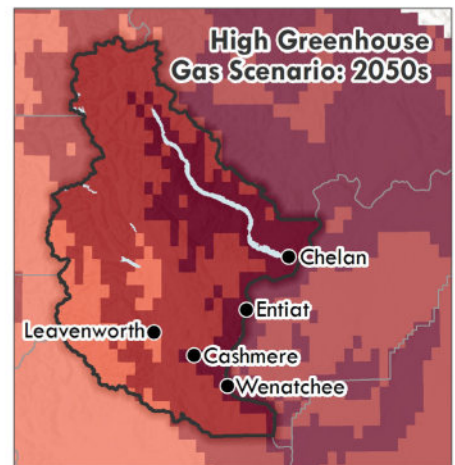 High Greenhouse
Gas Scenario: 2050s
Chelan
Entiat
Leavenworth
Cashmere
Wenatchee